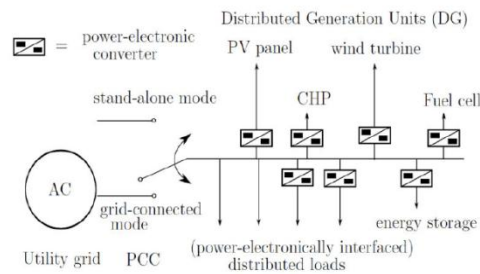 Distributed Generation Units (DG)
= power-electronic
converter
PV panel
wind turbine
stand-alone mode
CHP
Fuel cell
AC
grid-connected
mode
energy storage
Utility grid
PCC
(power-electronically interfaced)
distributed loads